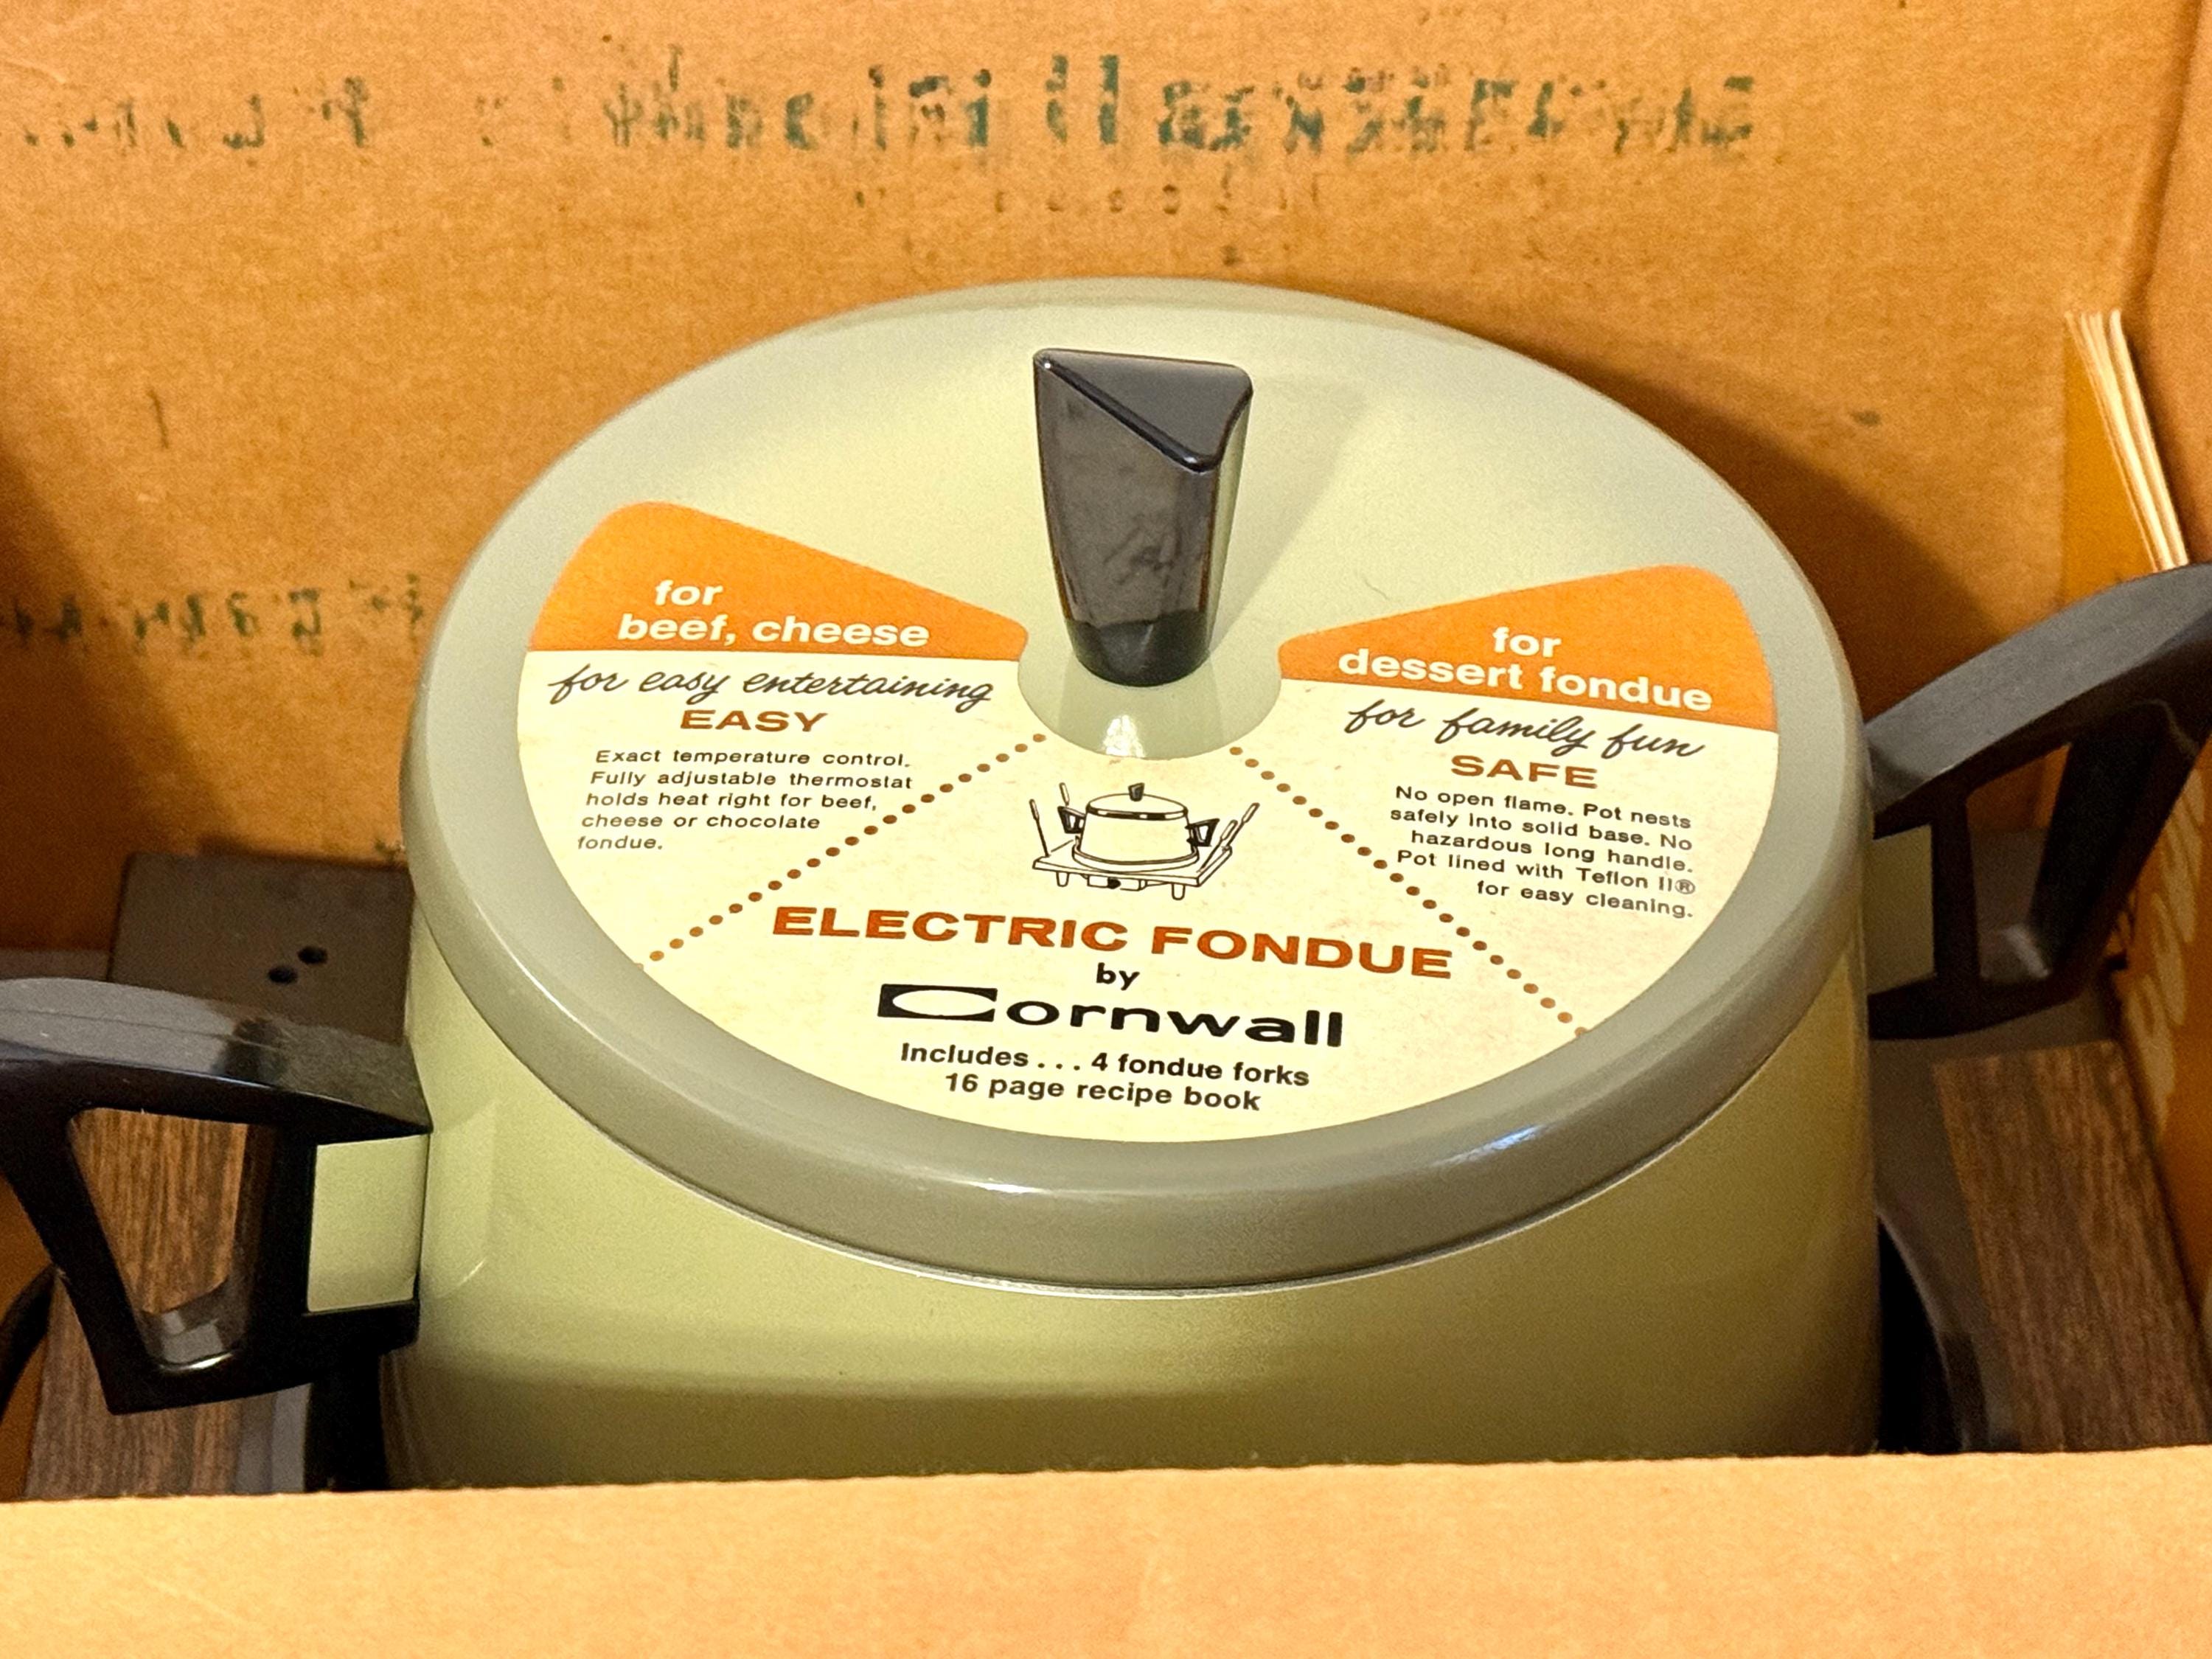 for
beef, cheese
for easy entertaining
EASY
Exact temperature control.
Fully adjustable thermostat
holds heat right for beef,
cheese or chocolate
fondue.
for
dessert fondue
for family fun
SAFE
No open flame. Pot nests
safely into solid base. No
hazardous long handle.
Pot lined with Teflon II®
for easy cleaning.
ELECTRIC FONDUE
by
Cornwall
Includes . . . 4 fondue forks
16 page recipe book